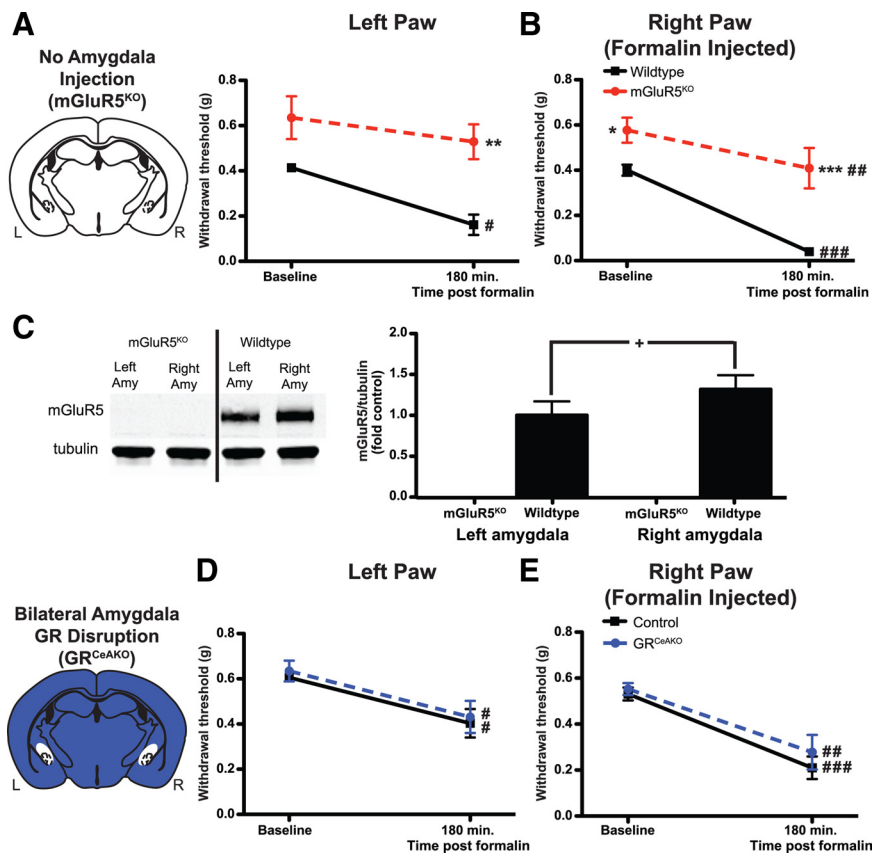 A
No Amygdala
Injection
(mGluR5KO)
L
R
Left Paw
Withdrawal threshold (g)
0.8
0.6
0.4
0.2
0.0
**
#
Baseline
180 min.
Time post formalin
B
Right Paw
(Formalin Injected)
Wildtype
mGluR5KO
Withdrawal threshold (g)
0.8
0.6
0.4
0.2
0.0
*
*** ##
###
Baseline
180 min.
Time post formalin
C
mGluR5KO
Wildtype
Left
Amy
Right
Amy
Left
Amy
Right
Amy
mGluR5
tubulin
mGluR5/tubulin
(fold control)
2.0
1.5
1.0
0.5
0.0
+
mGluR5KO
Wildtype
mGluR5KO
Wildtype
Left amygdala
Right amygdala
Bilateral Amygdala
GR Disruption
(GRCeAKO)
L
R
D
Left Paw
Withdrawal threshold (g)
0.8
0.6
0.4
0.2
0.0
#
#
Baseline
180 min.
Time post formalin
E
Right Paw
(Formalin Injected)
Control
GRCeAKO
Withdrawal threshold (g)
0.8
0.6
0.4
0.2
0.0
##
###
Baseline
180 min.
Time post formalin